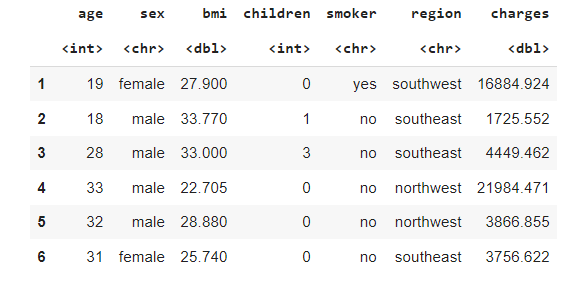 age sex bmi children smoker region charges
<int> <chr> <dbl> <int> <chr> <chr> <dbl>
1 19 female 27.900 0 yes southwest 16884.924
2 18 male 33.770 1 no southeast 1725.552
3 28 male 33.000 3 no southeast 4449.462
4 33 male 22.705 0 no northwest 21984.471
5 32 male 28.880 0 no northwest 3866.855
6 31 female 25.740 0 no southeast 3756.622